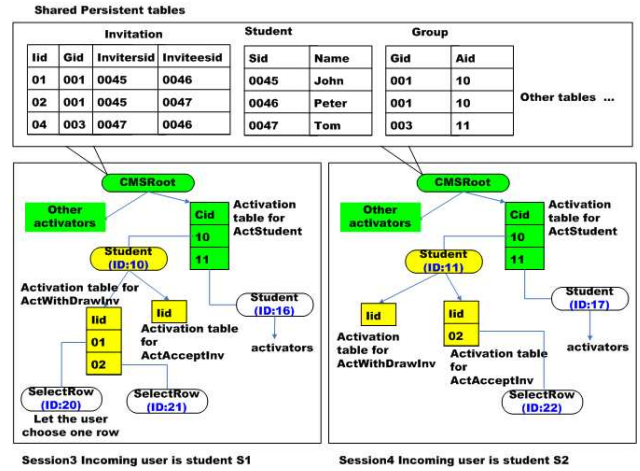 Shared Persistent tables
Invitation
Iid Gid Invitersid Inviteesid
01 001 0045 0046
02 001 0045 0047
04 003 0047 0046
Student
Sid Name
0045 John
0046 Peter
0047 Tom
Group
Gid Aid
001 10
001 10
003 11
Other tables ...
CMSRoot
Other
activators
Cid
10
11
Activation
table for
ActStudent
Student
(ID:10)
Activation table for
ActWithDrawInv
Iid
01
02
Iid
Activation table
for
ActAcceptInv
Student
(ID:16)
activators
SelectRow
(ID:20)
Let the user
choose one row
SelectRow
(ID:21)
Session3 Incoming user is student S1
CMSRoot
Other
activators
Cid
10
11
Activation
table for
ActStudent
Student
(ID:11)
Iid
Activation
table for
ActWithDrawInv
Iid
02
Activation table for
ActAcceptInv
Student
(ID:17)
activators
SelectRow
(ID:22)
Session4 Incoming user is student S2